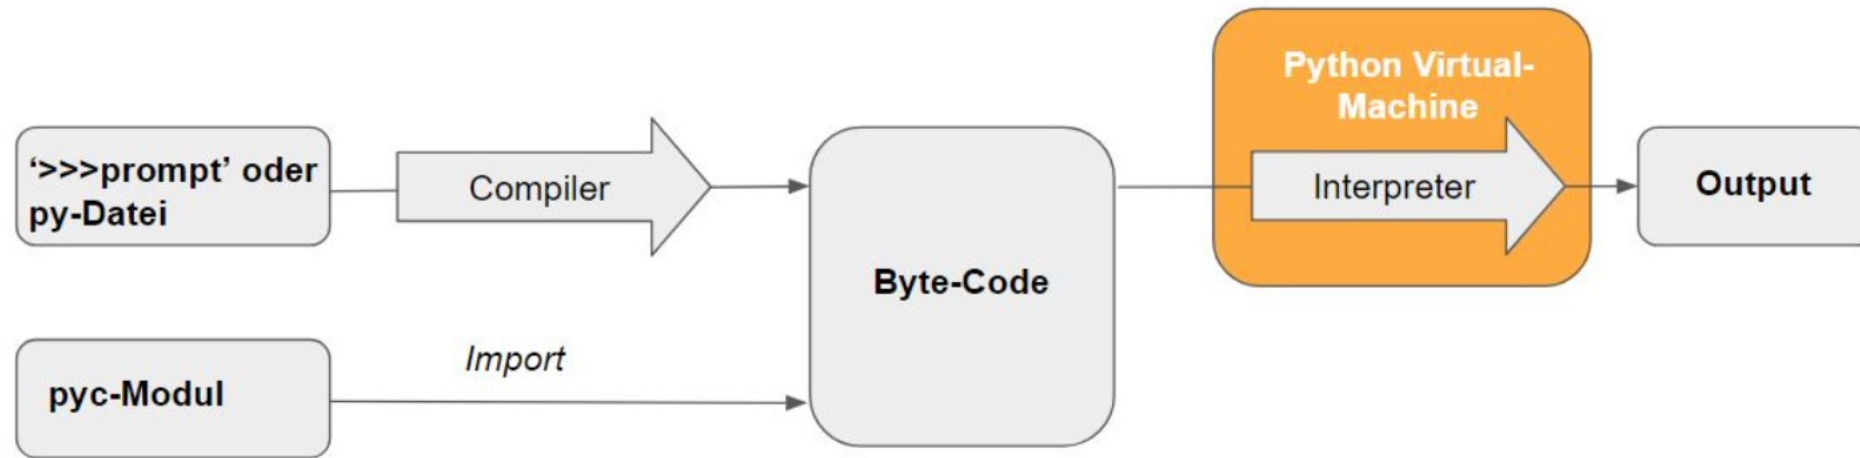 Python Virtual-
Machine
‘>>>prompt’ oder
py-Datei
Compiler
Byte-Code
Interpreter
Output
Import
pyc-Modul